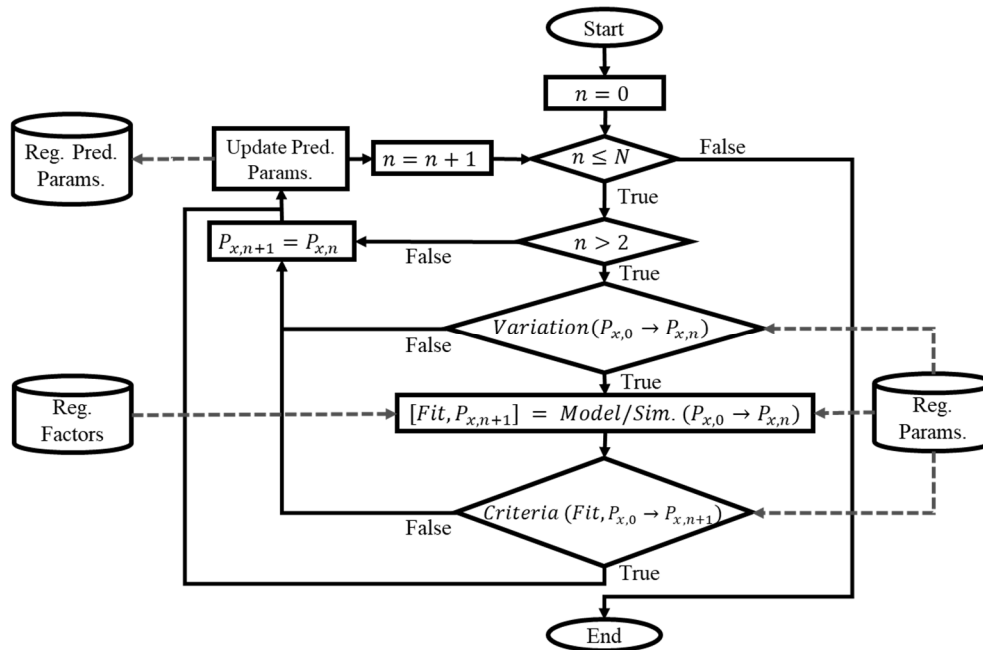 Start
n = 0
Reg. Pred.
Params.
Update Pred.
Params.
n = n + 1
n ≤ N
False
True
n > 2
False
True
P_{x,n+1} = P_{x,n}
Variation(P_{x,0} → P_{x,n})
False
True
Reg.
Factors
[Fit, P_{x,n+1}] = Model/Sim. (P_{x,0} → P_{x,n})
Reg.
Params.
Criteria (Fit, P_{x,0} → P_{x,n+1})
False
True
End